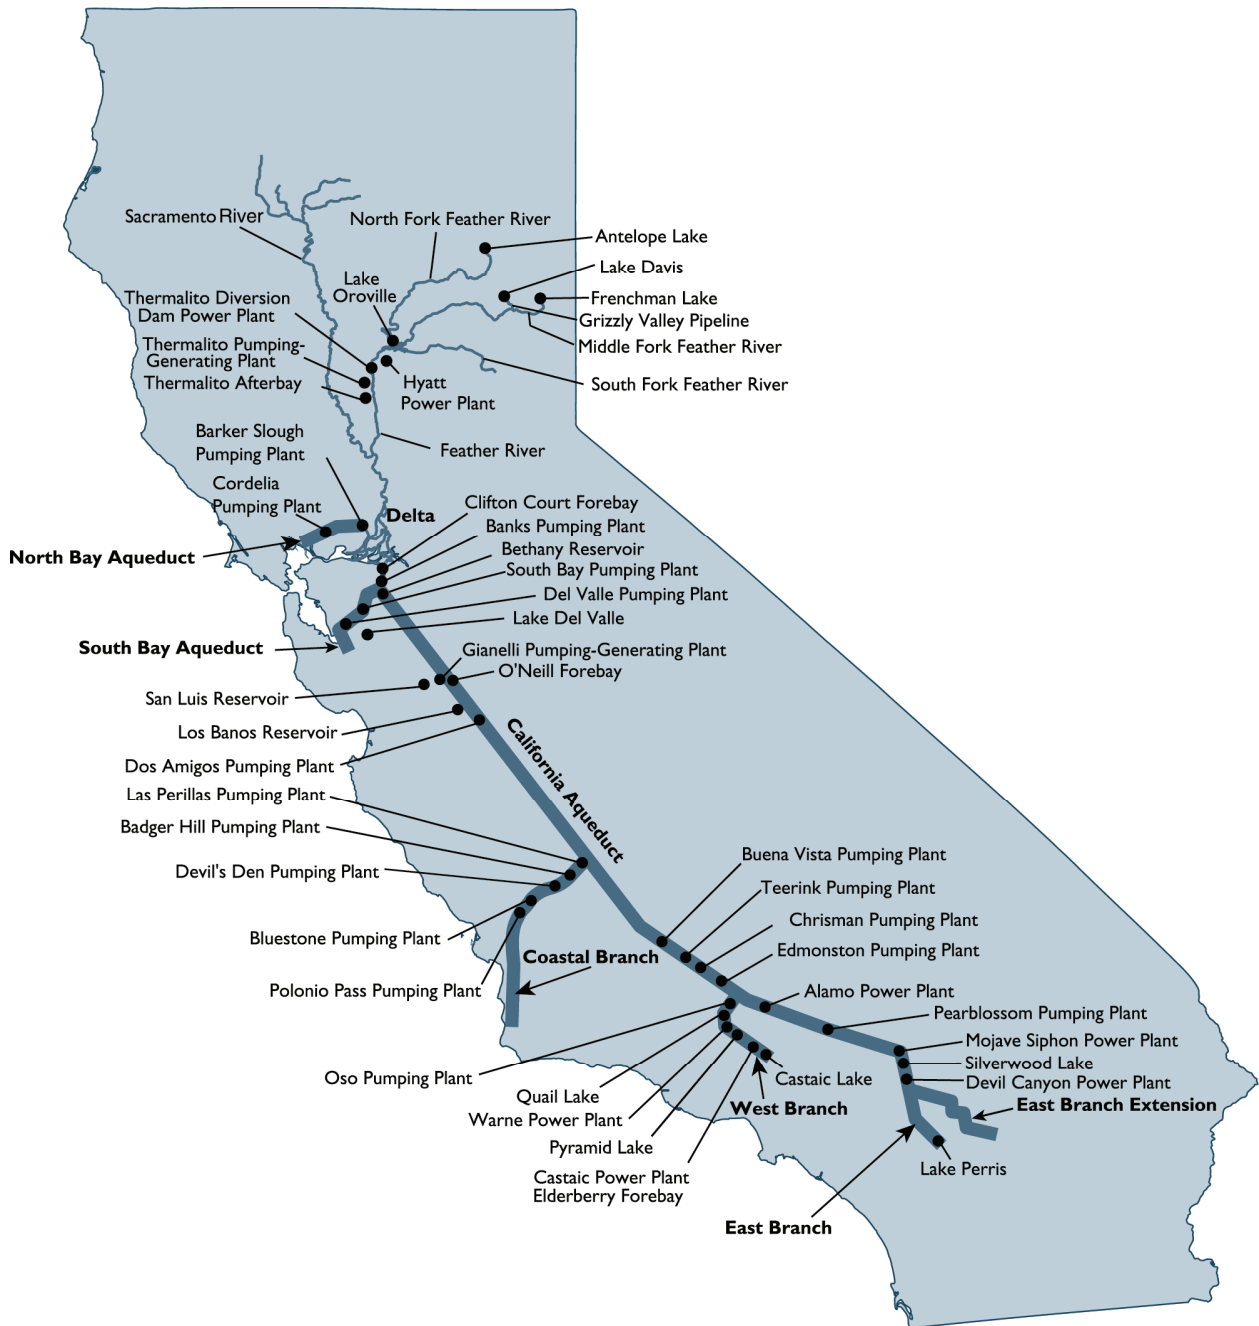 Sacramento River
North Fork Feather River
Antelope Lake
Lake Davis
Lake
Oroville
Frenchman Lake
Thermalito Diversion
Dam Power Plant
Grizzly Valley Pipeline
Thermalito Pumping-
Generating Plant
Middle Fork Feather River
Thermalito Afterbay
Hyatt
Power Plant
South Fork Feather River
Barker Slough
Pumping Plant
Feather River
Cordelia
Pumping Plant
Clifton Court Forebay
Delta
Banks Pumping Plant
North Bay Aqueduct
Bethany Reservoir
South Bay Pumping Plant
Del Valle Pumping Plant
Lake Del Valle
South Bay Aqueduct
Gianelli Pumping-Generating Plant
O'Neill Forebay
San Luis Reservoir
Los Banos Reservoir
California Aqueduct
Dos Amigos Pumping Plant
Las Perillas Pumping Plant
Badger Hill Pumping Plant
Devil's Den Pumping Plant
Buena Vista Pumping Plant
Teerink Pumping Plant
Chrisman Pumping Plant
Bluestone Pumping Plant
Edmonston Pumping Plant
Coastal Branch
Polonio Pass Pumping Plant
Alamo Power Plant
Pearblossom Pumping Plant
Mojave Siphon Power Plant
Silverwood Lake
Oso Pumping Plant
Castaic Lake
Devil Canyon Power Plant
Quail Lake
West Branch
East Branch Extension
Warne Power Plant
Pyramid Lake
Lake Perris
Castaic Power Plant
Elderberry Forebay
East Branch